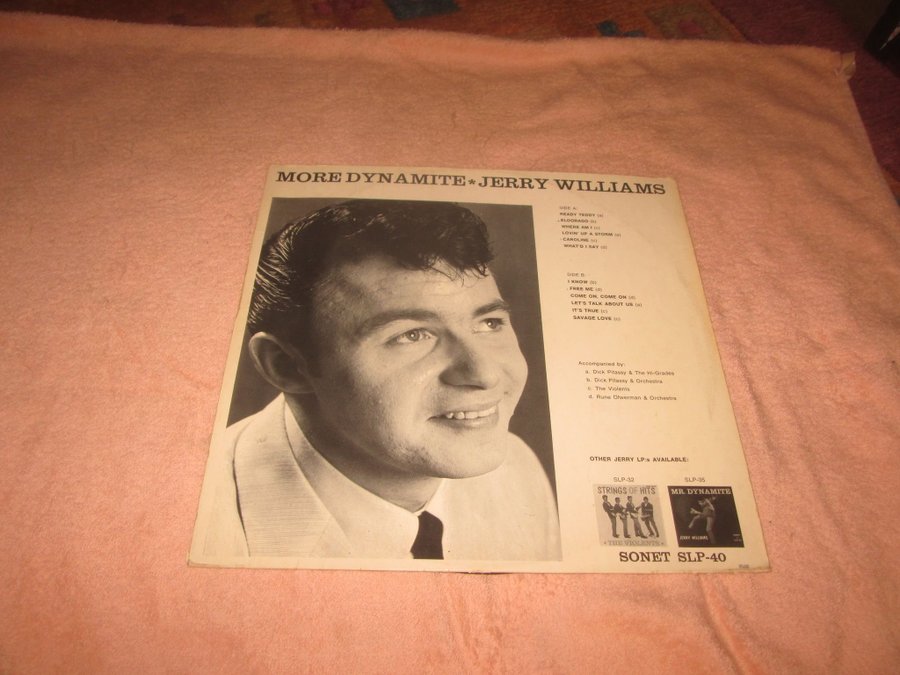 MORE DYNAMITE*JERRY WILLIAMS
SIDE A:
READY TEDDY (a)
ELDORADO (b)
WHERE AM I (c)
LOVIN' UP A STORM (a)
CAROLINE (c)
WHAT'D I SAY (d)
SIDE B:
I KNOW (b)
FREE ME (d)
COME ON, COME ON (d)
LET'S TALK ABOUT US (a)
IT'S TRUE (c)
SAVAGE LOVE (c)
Accompanied by:
a. Dick Pitassy & The Hi-Grades
b. Dick Pitassy & Orchestra
c. The Violents
d. Rune Öfwerman & Orchestra
OTHER JERRY LP:s AVAILABLE:
SLP-32
SLP-35
STRINGS OF HITS
*THE VIOLENTS*
MR. DYNAMITE
JERRY WILLIAMS
SONET SLP-40